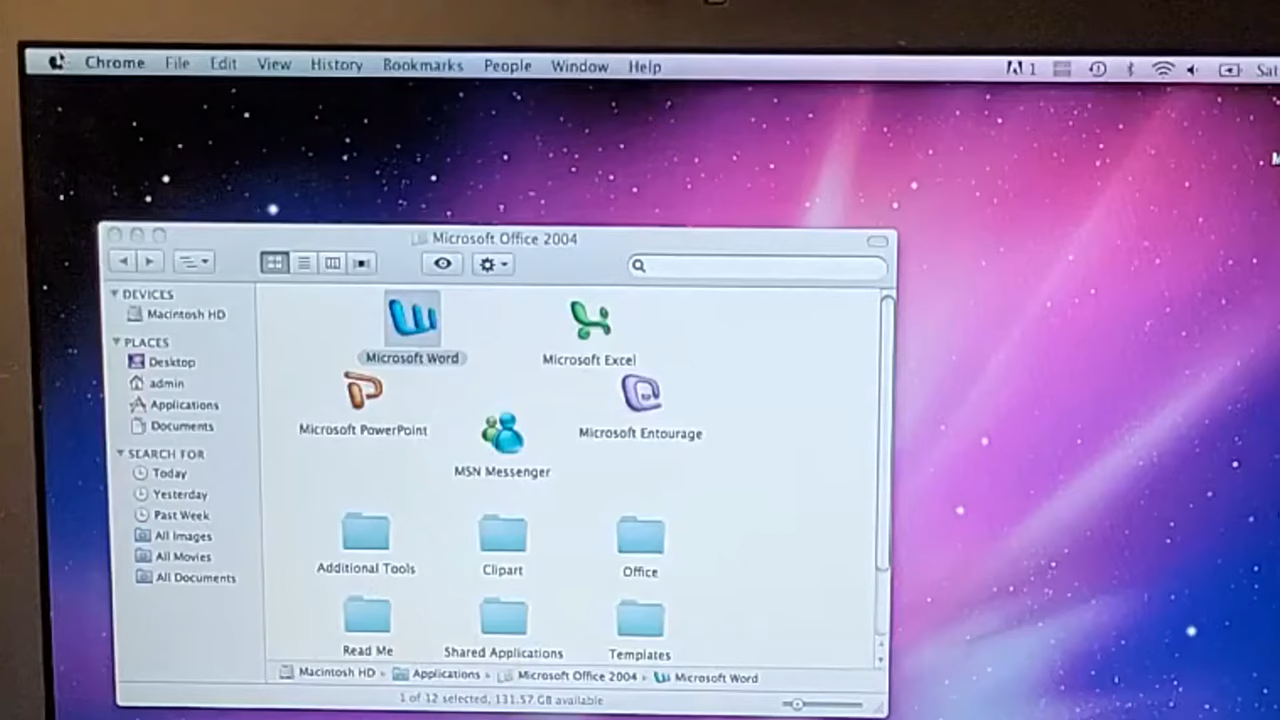 Chrome File Edit View History Bookmarks People Window Help 1 Sat
Microsoft Office 2004
DEVICES
Macintosh HD
PLACES
Desktop
admin
Applications
Documents
SEARCH FOR
Today
Yesterday
Past Week
All Images
All Movies
All Documents
Microsoft Word Microsoft Excel
Microsoft PowerPoint Microsoft Entourage
MSN Messenger
Additional Tools Clipart Office
Read Me Shared Applications Templates
Macintosh HD Applications Microsoft Office 2004 Microsoft Word
1 of 12 selected, 131.57 GB available